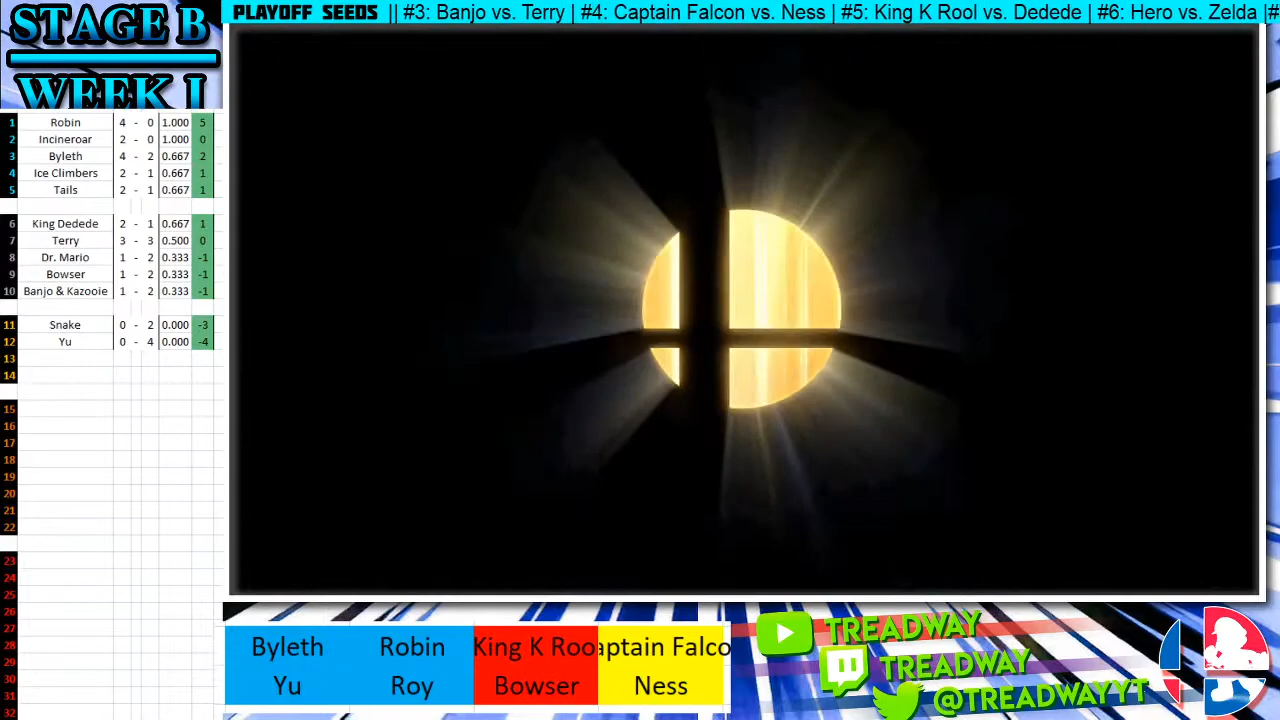 STAGE B
WEEK 1
PLAYOFF SEEDS || #3: Banjo vs. Terry | #4: Captain Falcon vs. Ness | #5: King K Rool vs. Dedede | #6: Hero vs. Zelda |#
1 Robin 4 - 0 1.000 5
2 Incineroar 2 - 0 1.000 0
3 Byleth 4 - 2 0.667 2
4 Ice Climbers 2 - 1 0.667 1
5 Tails 2 - 1 0.667 1
6 King Dedede 2 - 1 0.667 1
7 Terry 3 - 3 0.500 0
8 Dr. Mario 1 - 2 0.333 -1
9 Bowser 1 - 2 0.333 -1
10 Banjo & Kazooie 1 - 2 0.333 -1
11 Snake 0 - 2 0.000 -3
12 Yu 0 - 4 0.000 -4
13
14
15
16
17
18
19
20
21
22
23
24
25
26
27
28
29
30
31
32
Byleth Robin King K Roo aptain Falco
Yu Roy Bowser Ness
TREADWAY
TREADWAY
@TREADWAYYT